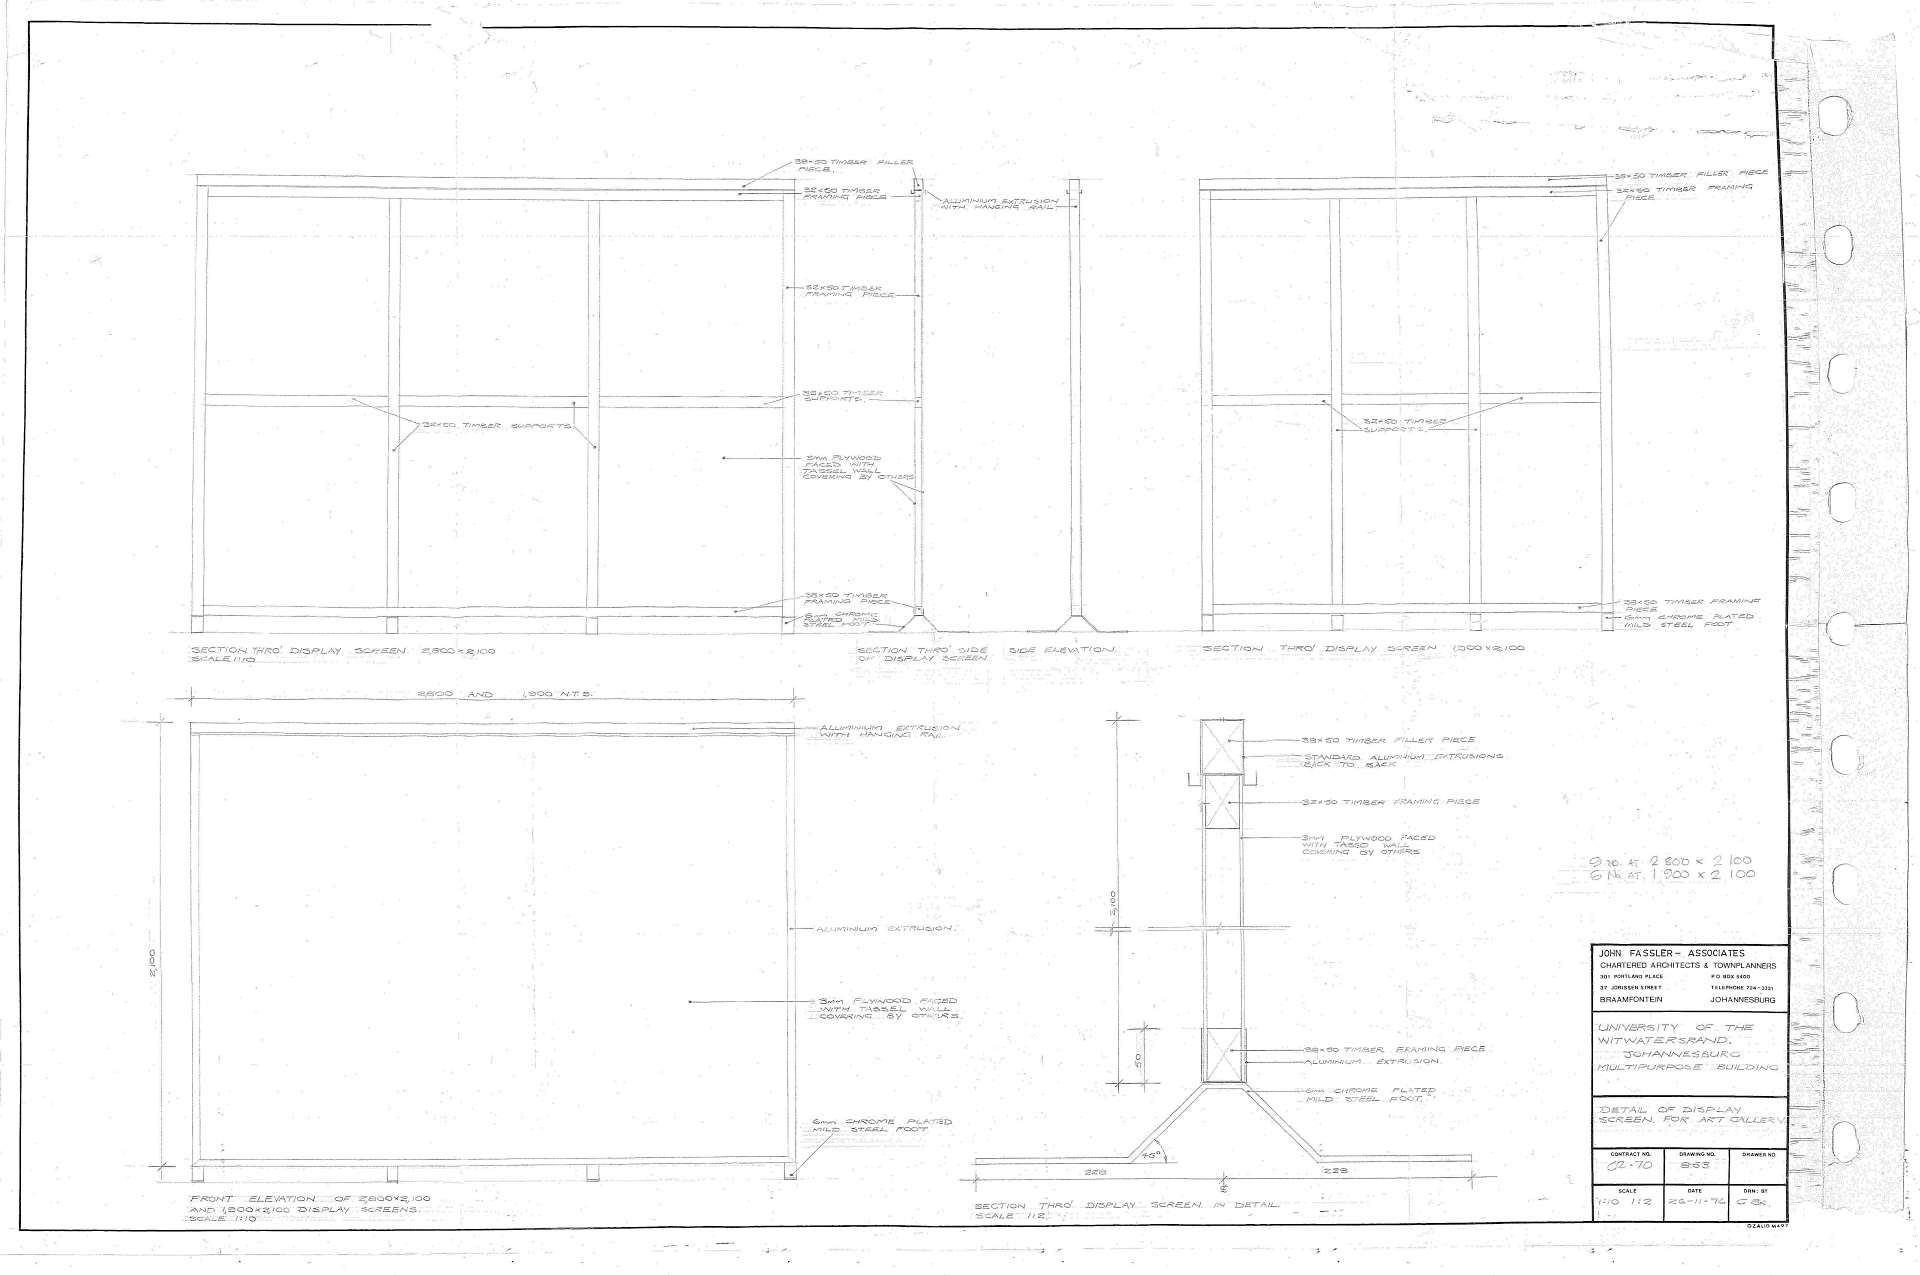 38×50 TIMBER FILLER
PIECE.
32×50 TIMBER
FRAMING PIECE
ALUMINIUM EXTRUSION
WITH HANGING RAIL.
38×50 TIMBER FILLER PIECE
32×50 TIMBER FRAMING
PIECE
32×50 TIMBER
FRAMING PIECE
38×50 TIMBER
SUPPORTS.
32×50 TIMBER SUPPORTS
32×50 TIMBER
SUPPORTS.
3mm PLYWOOD
FACED WITH
TASSEL WALL
COVERING BY OTHERS
38×50 TIMBER
FRAMING PIECE
6mm CHROME
PLATED MILD
STEEL FOOT
38×50 TIMBER FRAMING
PIECE
6mm CHROME PLATED
MILD STEEL FOOT
SECTION THRO' DISPLAY SCREEN 2,800×2,100
SCALE 1:10
SECTION THRO' SIDE
OF DISPLAY SCREEN
SIDE ELEVATION.
SECTION THRO' DISPLAY SCREEN 1,900×2,100
2,800 AND 1,900 N.T.S.
ALUMINIUM EXTRUSION
WITH HANGING RAIL.
2,100
ALUMINIUM EXTRUSION.
3mm PLYWOOD FACED
WITH TASSEL WALL
COVERING BY OTHERS.
6mm CHROME PLATED
MILD STEEL FOOT
FRONT ELEVATION OF 2,800×2,100
AND 1,900×2,100 DISPLAY SCREENS.
SCALE 1:10
38×50 TIMBER FILLER PIECE
STANDARD ALUMINIUM EXTRUSIONS
BACK TO BACK
32×50 TIMBER FRAMING PIECE
3mm PLYWOOD FACED
WITH TASSO WALL
COVERING BY OTHERS
2,100
50
38×50 TIMBER FRAMING PIECE
ALUMINIUM EXTRUSION.
6mm CHROME PLATED
MILD STEEL FOOT.
45°
228
228
SECTION THRO' DISPLAY SCREEN IN DETAIL.
SCALE 1:2
9 No. AT 2 800 × 2 100
6 No. AT 1 900 × 2 100
JOHN FASSLER – ASSOCIATES
CHARTERED ARCHITECTS & TOWNPLANNERS
301 PORTLAND PLACE P.O. BOX 5400
37 JORISSEN STREET TELEPHONE 724-3331
BRAAMFONTEIN JOHANNESBURG
UNIVERSITY OF THE
WITWATERSRAND.
JOHANNESBURG
MULTIPURPOSE BUILDING
DETAIL OF DISPLAY
SCREEN. FOR ART GALLERY
CONTRACT NO. DRAWING NO. DRAWER NO.
02·70 853
SCALE DATE DRN: BY
1:10 1:2 26-11-76
OZALID M497